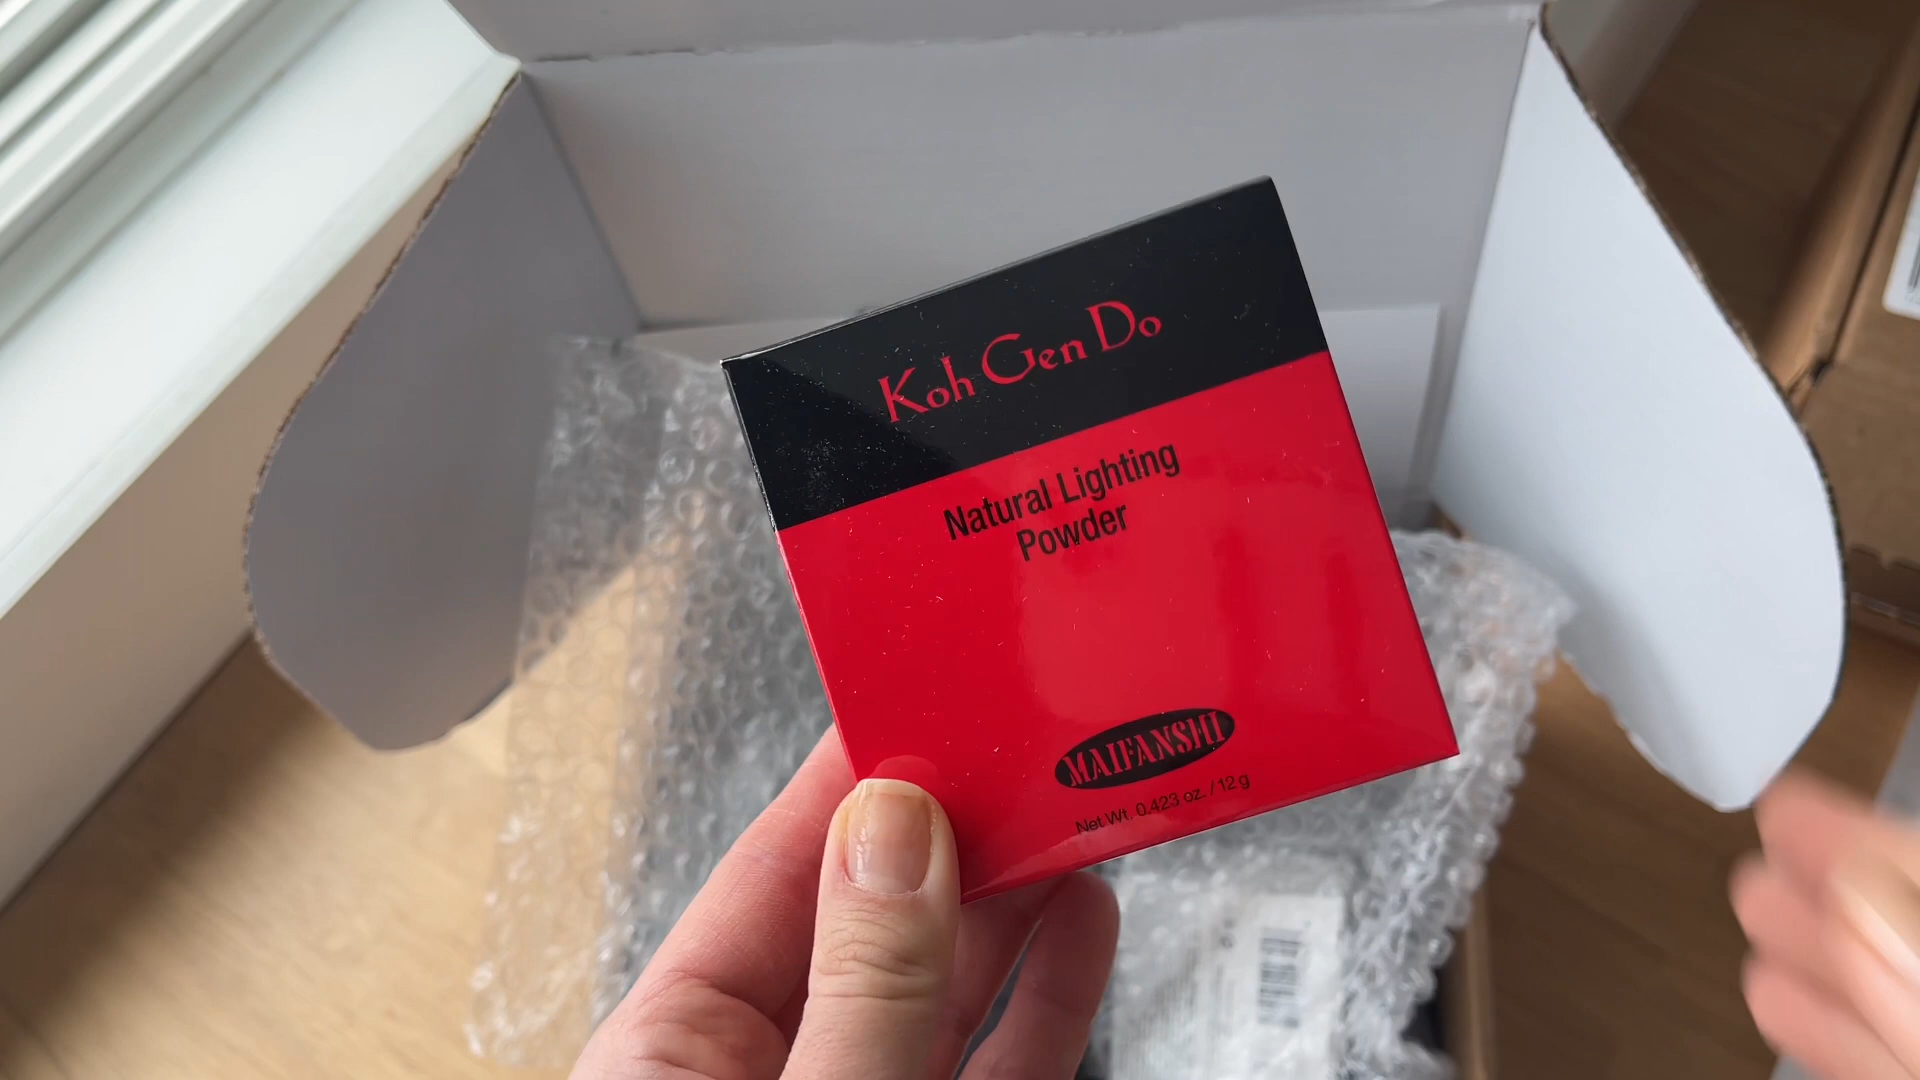 Koh Gen Do
Natural Lighting
Powder
MAIFANSHI
Net Wt. 0.423 oz. / 12 g